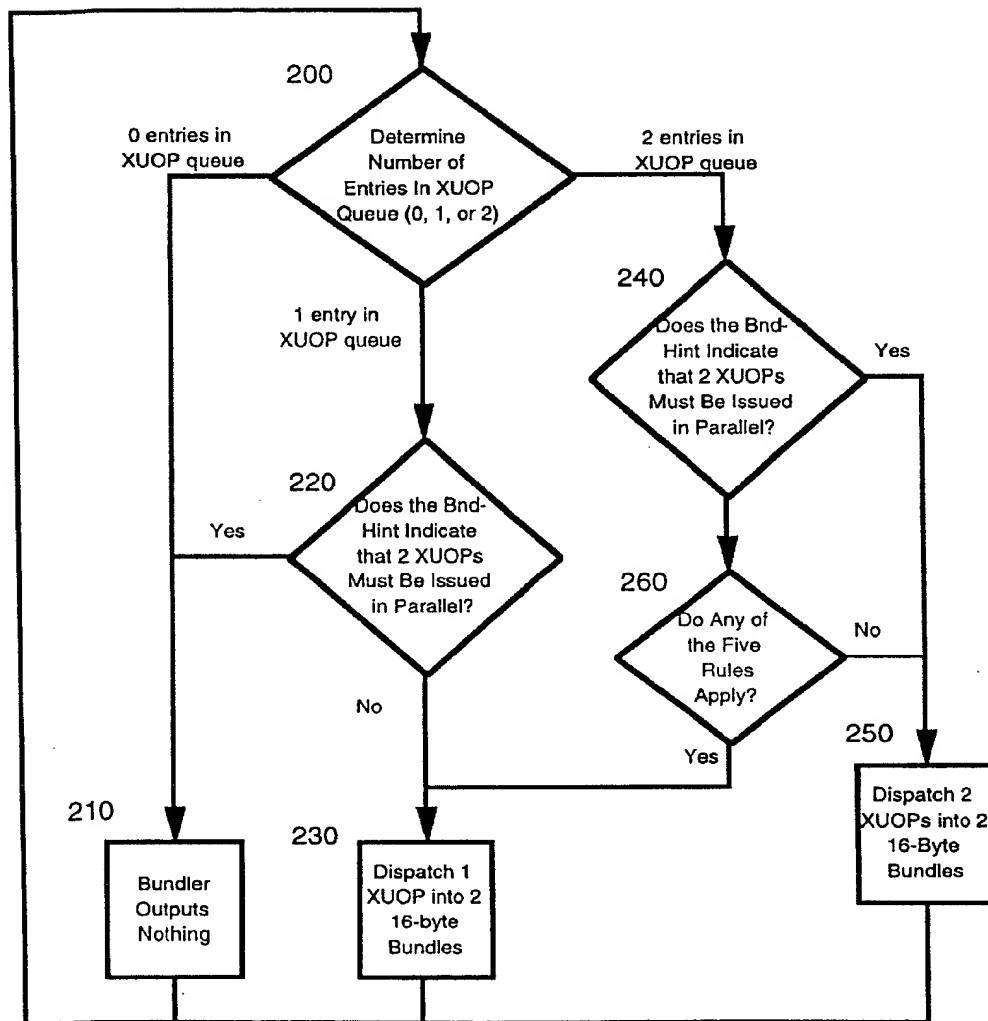 200
0 entries in
XUOP queue
Determine
Number of
Entries In XUOP
Queue (0, 1, or 2)
2 entries in
XUOP queue
1 entry in
XUOP queue
240
Does the Bnd-
Hint Indicate
that 2 XUOPs
Must Be Issued
in Parallel?
Yes
220
Does the Bnd-
Hint Indicate
that 2 XUOPs
Must Be Issued
in Parallel?
Yes
No
260
Do Any of
the Five
Rules
Apply?
No
Yes
250
Dispatch 2
XUOPs into 2
16-Byte
Bundles
210
Bundler
Outputs
Nothing
230
Dispatch 1
XUOP into 2
16-byte
Bundles